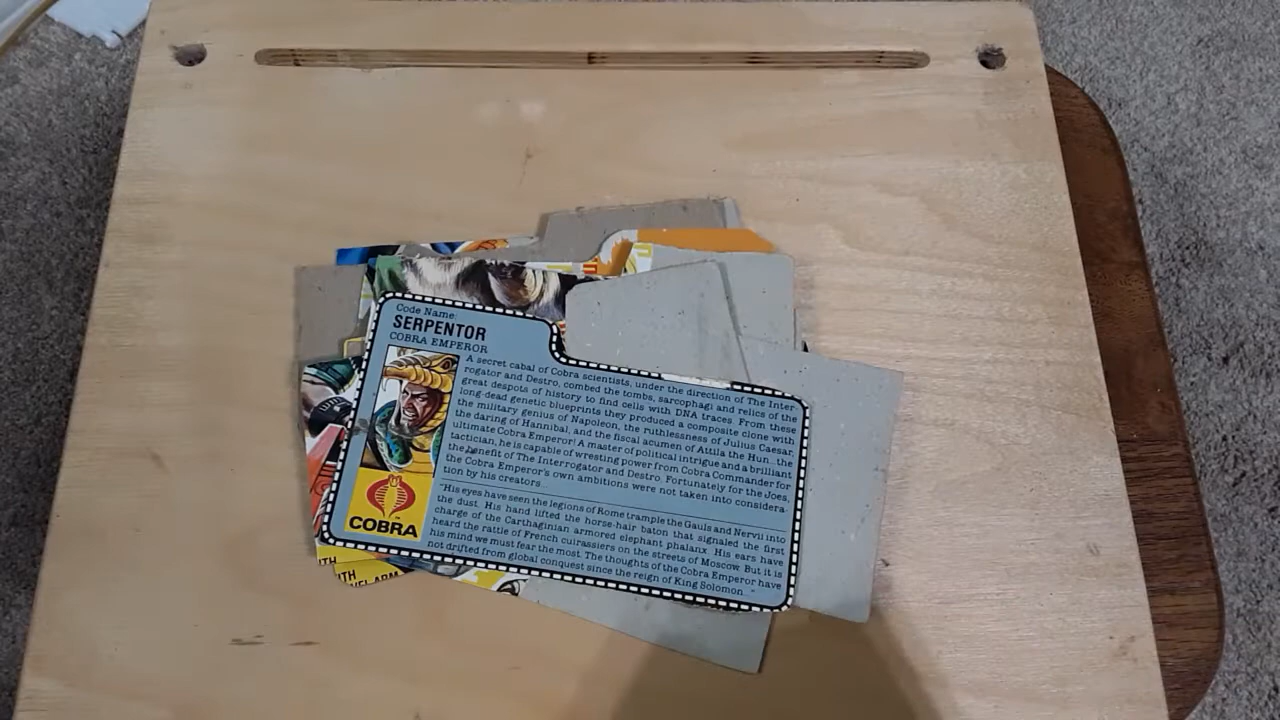 Code Name:
SERPENTOR
COBRA EMPEROR
A secret cabal of Cobra scientists, under the direction of The Inter-
rogator and Destro, combed the tombs, sarcophagi and relics of the
great despots of history to find cells with DNA traces. From these
long-dead genetic blueprints they produced a composite clone with
the military genius of Napoleon, the ruthlessness of Julius Caesar,
the daring of Hannibal, and the fiscal acumen of Attila the Hun... the
ultimate Cobra Emperor! A master of political intrigue and a brilliant
tactician, he is capable of wresting power from Cobra Commander for
the benefit of The Interrogator and Destro. Fortunately for the Joes,
the Cobra Emperor's own ambitions were not taken into considera-
tion by his creators...
"His eyes have seen the legions of Rome trample the Gauls and Nervii into
the dust. His hand lifted the horse-hair baton that signaled the first
charge of the Carthaginian armored elephant phalanx. His ears have
heard the rattle of French cuirassiers on the streets of Moscow. But it is
his mind we must fear the most. The thoughts of the Cobra Emperor have
not drifted from global conquest since the reign of King Solomon..."
COBRA
ITH
ITH